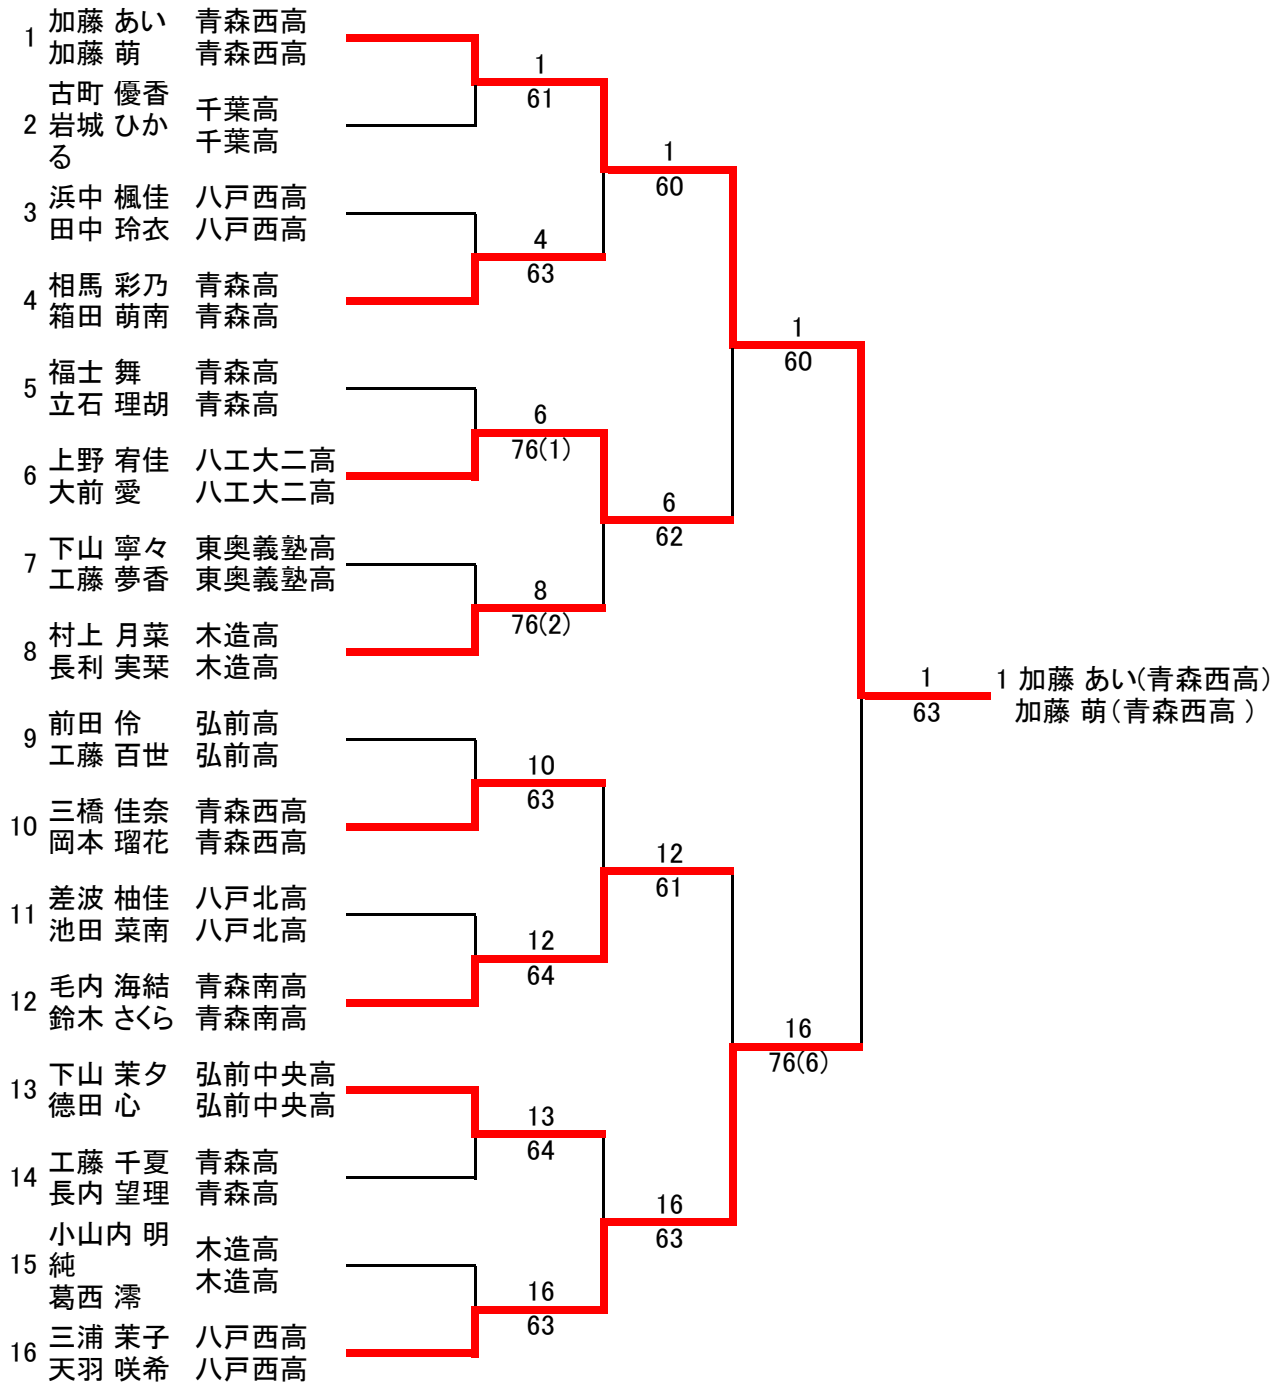 1 加藤 あい 青森西高
加藤 萌 青森西高
2 古町 優香 千葉高
岩城 ひか 千葉高
る
3 浜中 楓佳 八戸西高
田中 玲衣 八戸西高
4 相馬 彩乃 青森高
箱田 萌南 青森高
5 福士 舞 青森高
立石 理胡 青森高
6 上野 宥佳 八工大二高
大前 愛 八工大二高
7 下山 寧々 東奥義塾高
工藤 夢香 東奥義塾高
8 村上 月菜 木造高
長利 実栞 木造高
9 前田 伶 弘前高
工藤 百世 弘前高
10 三橋 佳奈 青森西高
岡本 瑠花 青森西高
11 差波 柚佳 八戸北高
池田 菜南 八戸北高
12 毛内 海結 青森南高
鈴木 さくら 青森南高
13 下山 茉夕 弘前中央高
德田 心 弘前中央高
14 工藤 千夏 青森高
長内 望理 青森高
15 小山内 明 木造高
純 木造高
葛西 澪
16 三浦 茉子 八戸西高
天羽 咲希 八戸西高
1
61
4
63
6
76(1)
8
76(2)
10
63
12
64
13
64
16
63
1
60
6
62
12
61
16
63
1
60
16
76(6)
1
63
1 加藤 あい(青森西高)
加藤 萌(青森西高 )